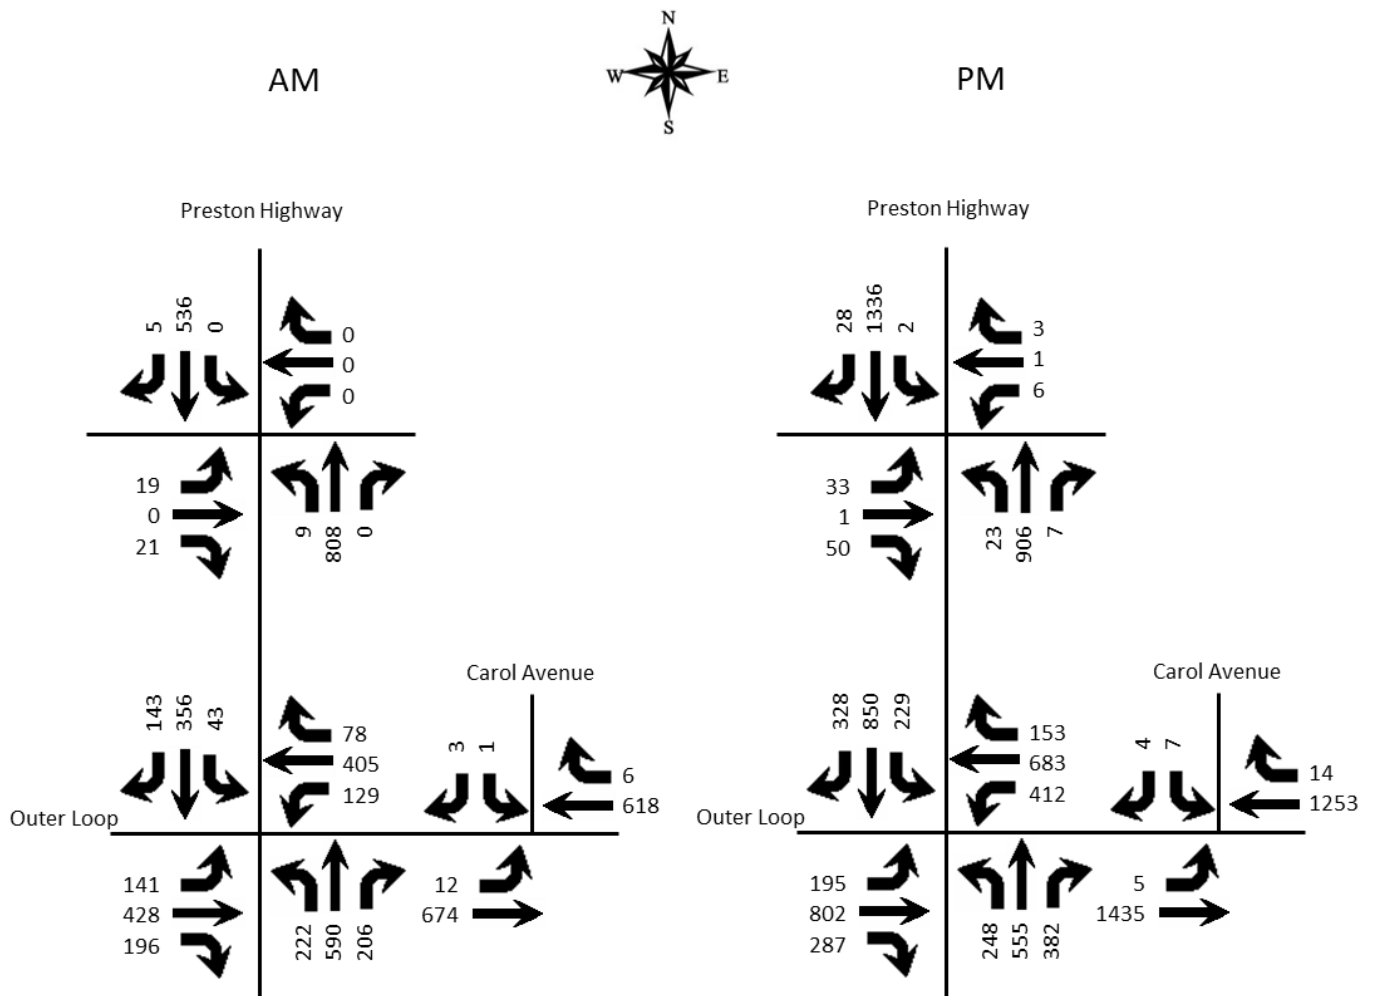 N
W E
S
AM PM
Preston Highway Preston Highway
5 536 0
0
0
0
19
0
21
9 808 0
28 1336 2
3
1
6
33
1
50
23 906 7
Carol Avenue Carol Avenue
143 356 43
78
405
129
3 1
6
618
Outer Loop
141
428
196
222 590 206
12
674
328 850 229
153
683
412
4 7
14
1253
Outer Loop
195
802
287
248 555 382
5
1435